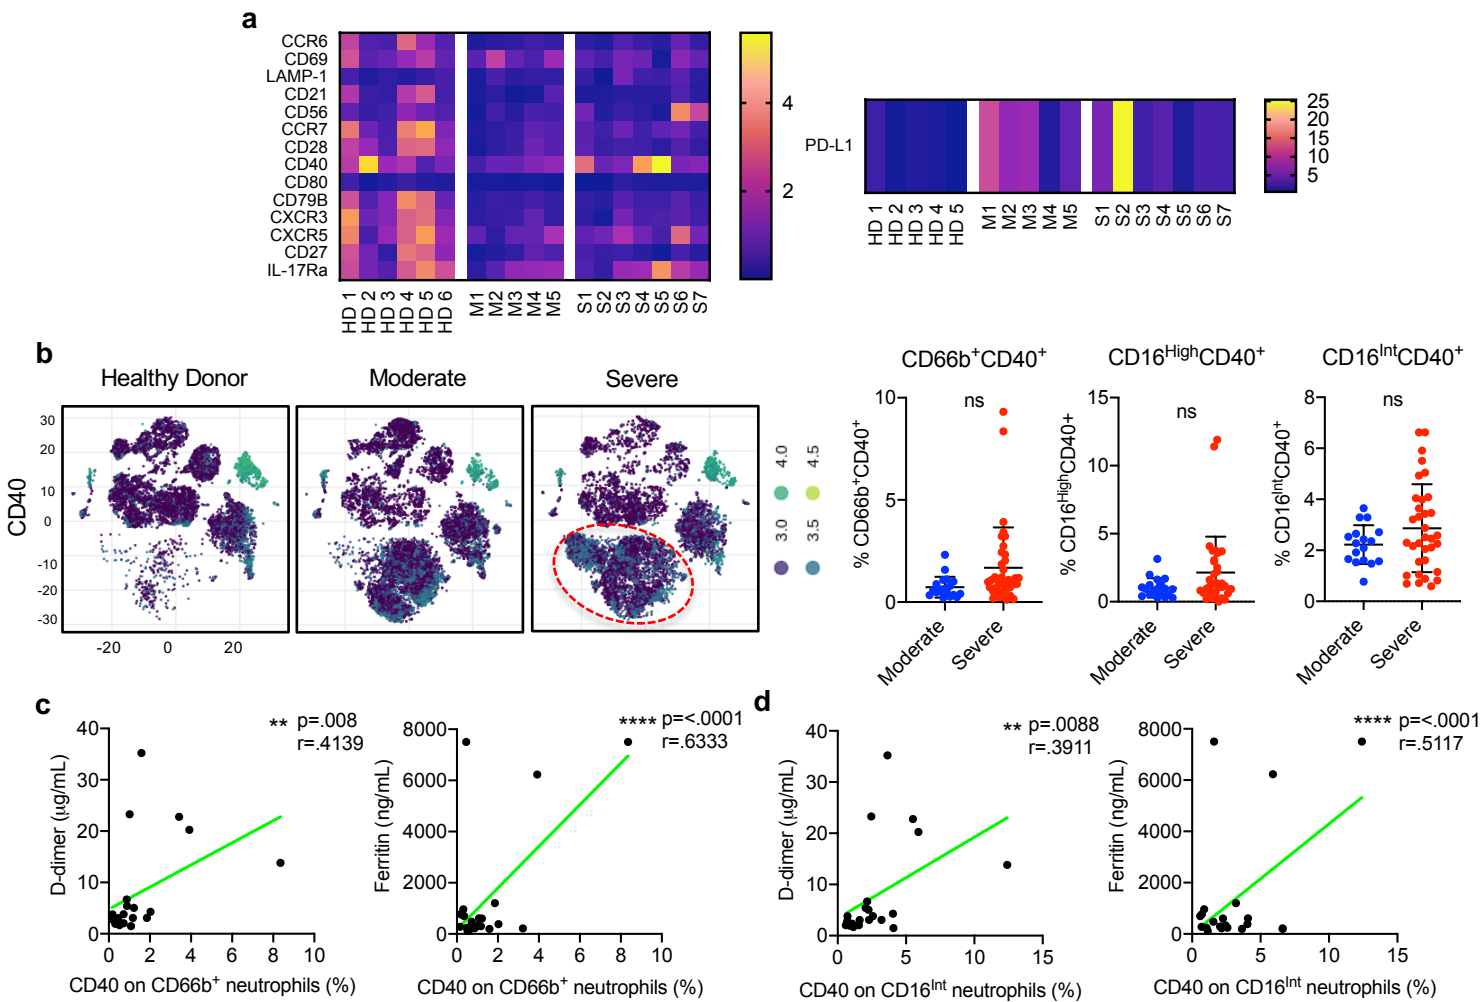 a
CCR6
CD69
LAMP-1
CD21
CD56
CCR7
CD28
CD40
CD80
CD79B
CXCR3
CXCR5
CD27
IL-17Ra
HD 1
HD 2
HD 3
HD 4
HD 5
HD 6
M1
M2
M3
M4
M5
S1
S2
S3
S4
S5
S6
S7
4
2
PD-L1
HD 1
HD 2
HD 3
HD 4
HD 5
M1
M2
M3
M4
M5
S1
S2
S3
S4
S5
S6
S7
25
20
15
10
5
b
Healthy Donor
Moderate
Severe
CD40
30
20
10
0
-10
-20
-30
-20
0
20
4.0
4.5
3.0
3.5
CD66b+CD40+
ns
% CD66b+CD40+
10
5
0
Moderate
Severe
CD16HighCD40+
ns
% CD16HighCD40+
15
10
5
0
Moderate
Severe
CD16IntCD40+
ns
% CD16IntCD40+
8
6
4
2
0
Moderate
Severe
c
** p=.008
r=.4139
D-dimer (µg/mL)
40
30
20
10
0
0 2 4 6 8 10
CD40 on CD66b+ neutrophils (%)
**** p=<.0001
r=.6333
Ferritin (ng/mL)
8000
6000
4000
2000
0
0 2 4 6 8 10
CD40 on CD66b+ neutrophils (%)
d
** p=.0088
r=.3911
D-dimer (µg/mL)
40
30
20
10
0
0 5 10 15
CD40 on CD16Int neutrophils (%)
**** p=<.0001
r=.5117
Ferritin (ng/mL)
8000
6000
4000
2000
0
0 5 10 15
CD40 on CD16Int neutrophils (%)